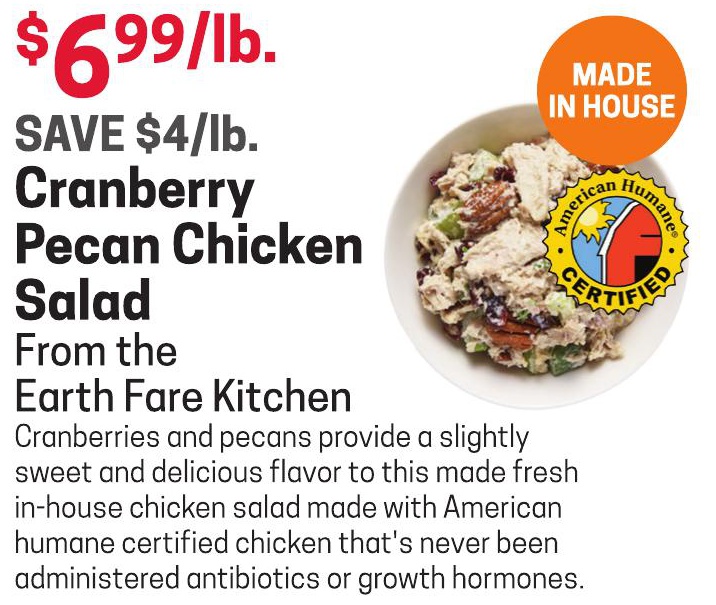 $6.99/lb.
MADE
IN HOUSE
SAVE $4/lb.
Cranberry
Pecan Chicken
Salad
American Humane®
CERTIFIED
From the
Earth Fare Kitchen
Cranberries and pecans provide a slightly
sweet and delicious flavor to this made fresh
in-house chicken salad made with American
humane certified chicken that's never been
administered antibiotics or growth hormones.